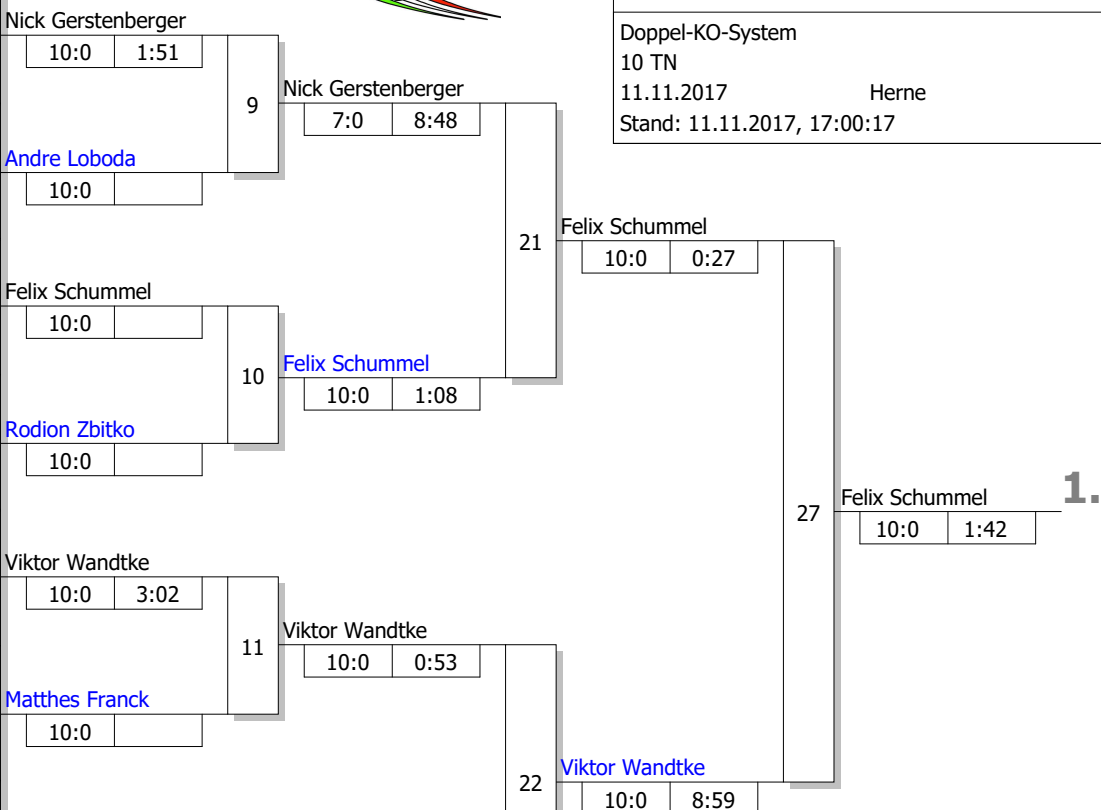 Nick Gerstenberger
10:0 1:51
9
Andre Loboda
10:0
Felix Schummel
10:0
10
Rodion Zbitko
10:0
Viktor Wandtke
10:0 3:02
11
Matthes Franck
10:0
Nick Gerstenberger
7:0 8:48
21
Felix Schummel
10:0 1:08
Viktor Wandtke
10:0 0:53
22
Felix Schummel
10:0 0:27
27
Viktor Wandtke
10:0 8:59
Felix Schummel 1.
10:0 1:42
Doppel-KO-System
10 TN
11.11.2017 Herne
Stand: 11.11.2017, 17:00:17